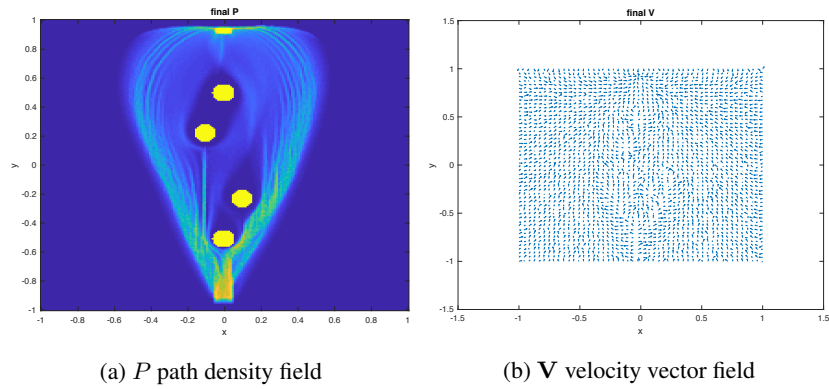 final P
1
0.8
0.6
0.4
0.2
0
-0.2
-0.4
-0.6
-0.8
-1
y
-1 -0.8 -0.6 -0.4 -0.2 0 0.2 0.4 0.6 0.8 1
x
(a) P path density field
final V
1.5
1
0.5
0
-0.5
-1
-1.5
y
-1.5 -1 -0.5 0 0.5 1 1.5
x
(b) V velocity vector field